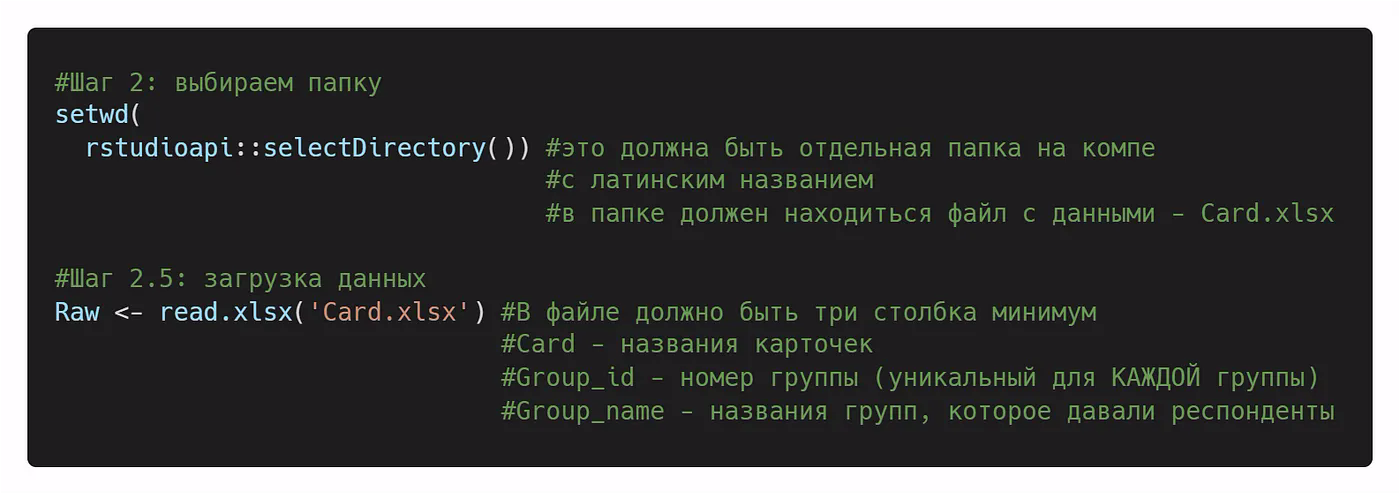 #Шаг 2: выбираем папку
setwd(
rstudioapi::selectDirectory()) #это должна быть отдельная папка на компе
#с латинским названием
#в папке должен находиться файл с данными - Card.xlsx
#Шаг 2.5: загрузка данных
Raw <- read.xlsx('Card.xlsx') #В файле должно быть три столбка минимум
#Card - названия карточек
#Group_id - номер группы (уникальный для КАЖДОЙ группы)
#Group_name - названия групп, которое давали респонденты